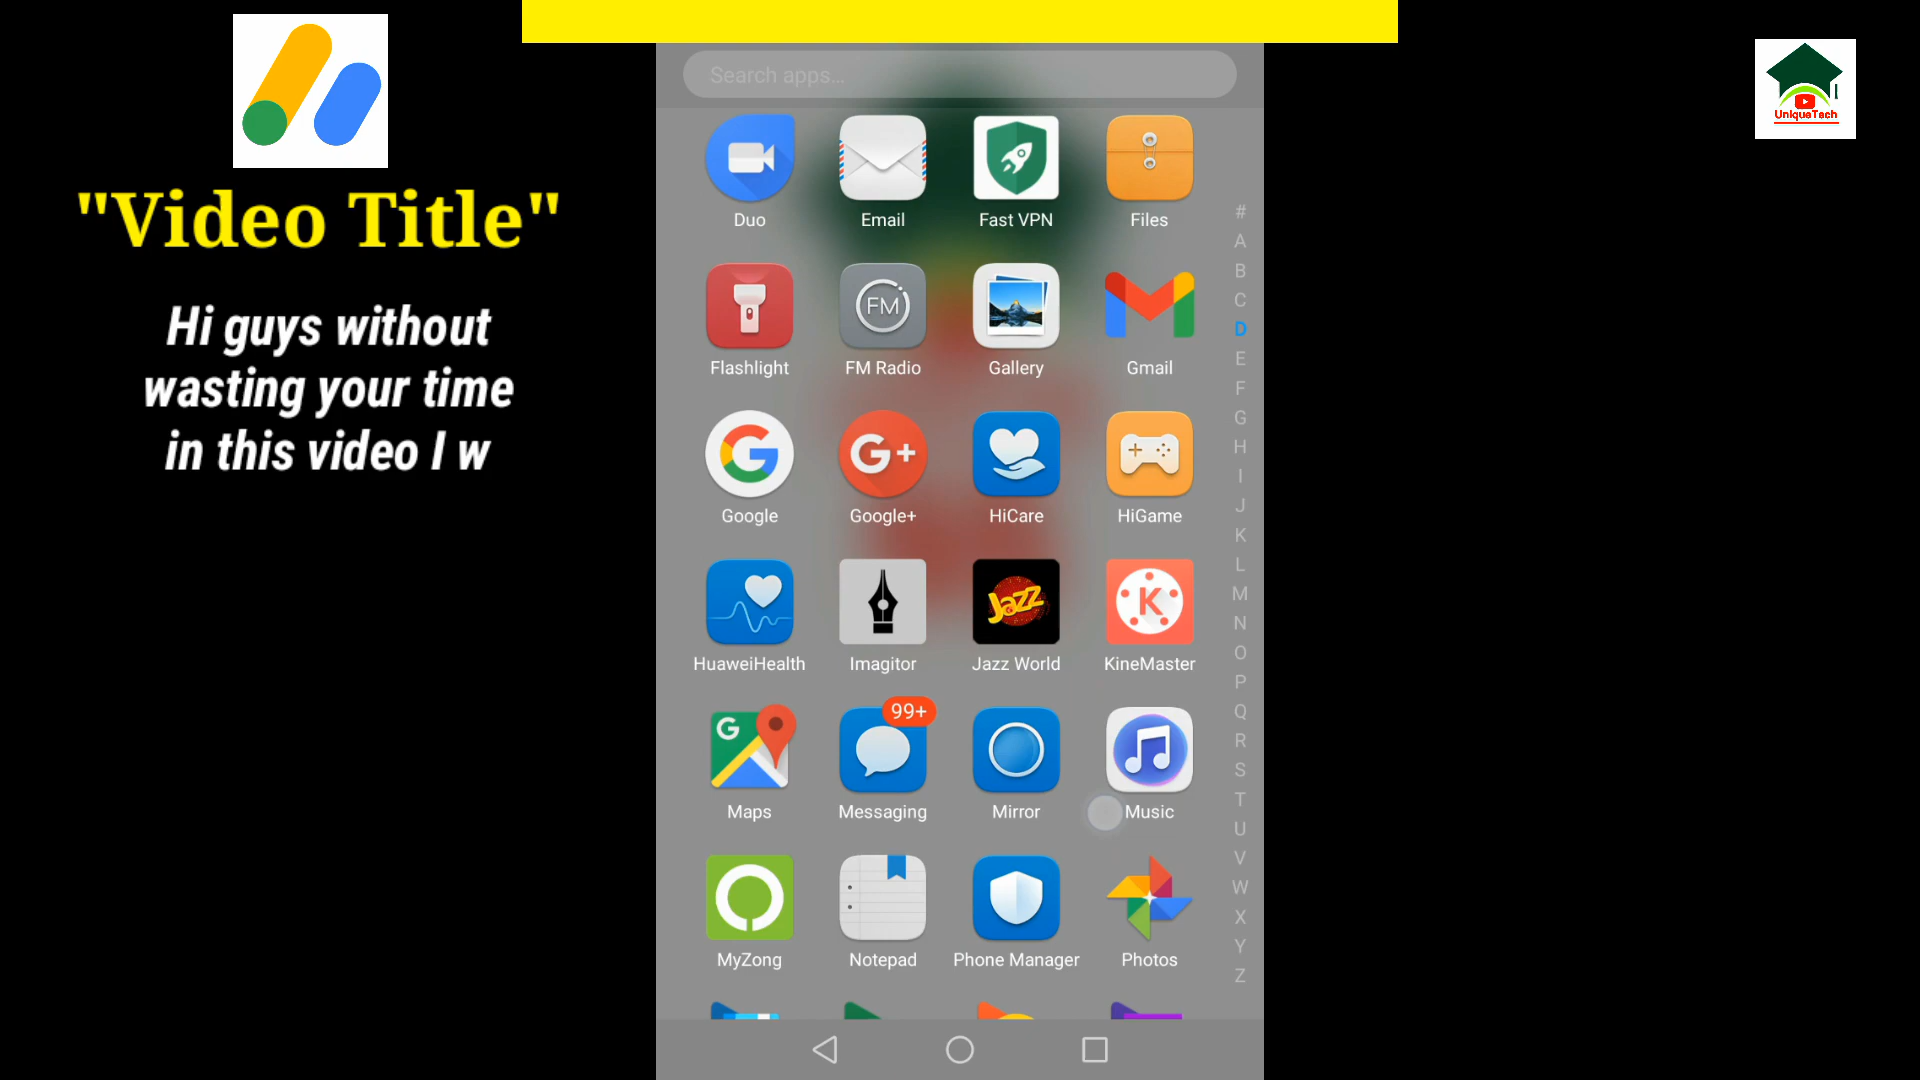 "Video Title"
Hi guys without
wasting your time
in this video I w
Search apps...
Duo Email Fast VPN Files
FM
Flashlight FM Radio Gallery Gmail
G G+ 
Google Google+ HiCare HiGame
Jazz K
HuaweiHealth Imagitor Jazz World KineMaster
G 99+
Maps Messaging Mirror Music
MyZong Notepad Phone Manager Photos
#
A
B
C
D
E
F
G
H
I
J
K
L
M
N
O
P
Q
R
S
T
U
V
W
X
Y
Z
UniqueTech